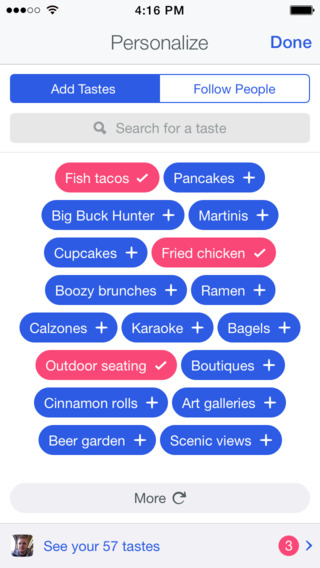 4:16 PM
Personalize Done
Add Tastes Follow People
Search for a taste
Fish tacos Pancakes
Big Buck Hunter Martinis
Cupcakes Fried chicken
Boozy brunches Ramen
Calzones Karaoke Bagels
Outdoor seating Boutiques
Cinnamon rolls Art galleries
Beer garden Scenic views
More
See your 57 tastes 3